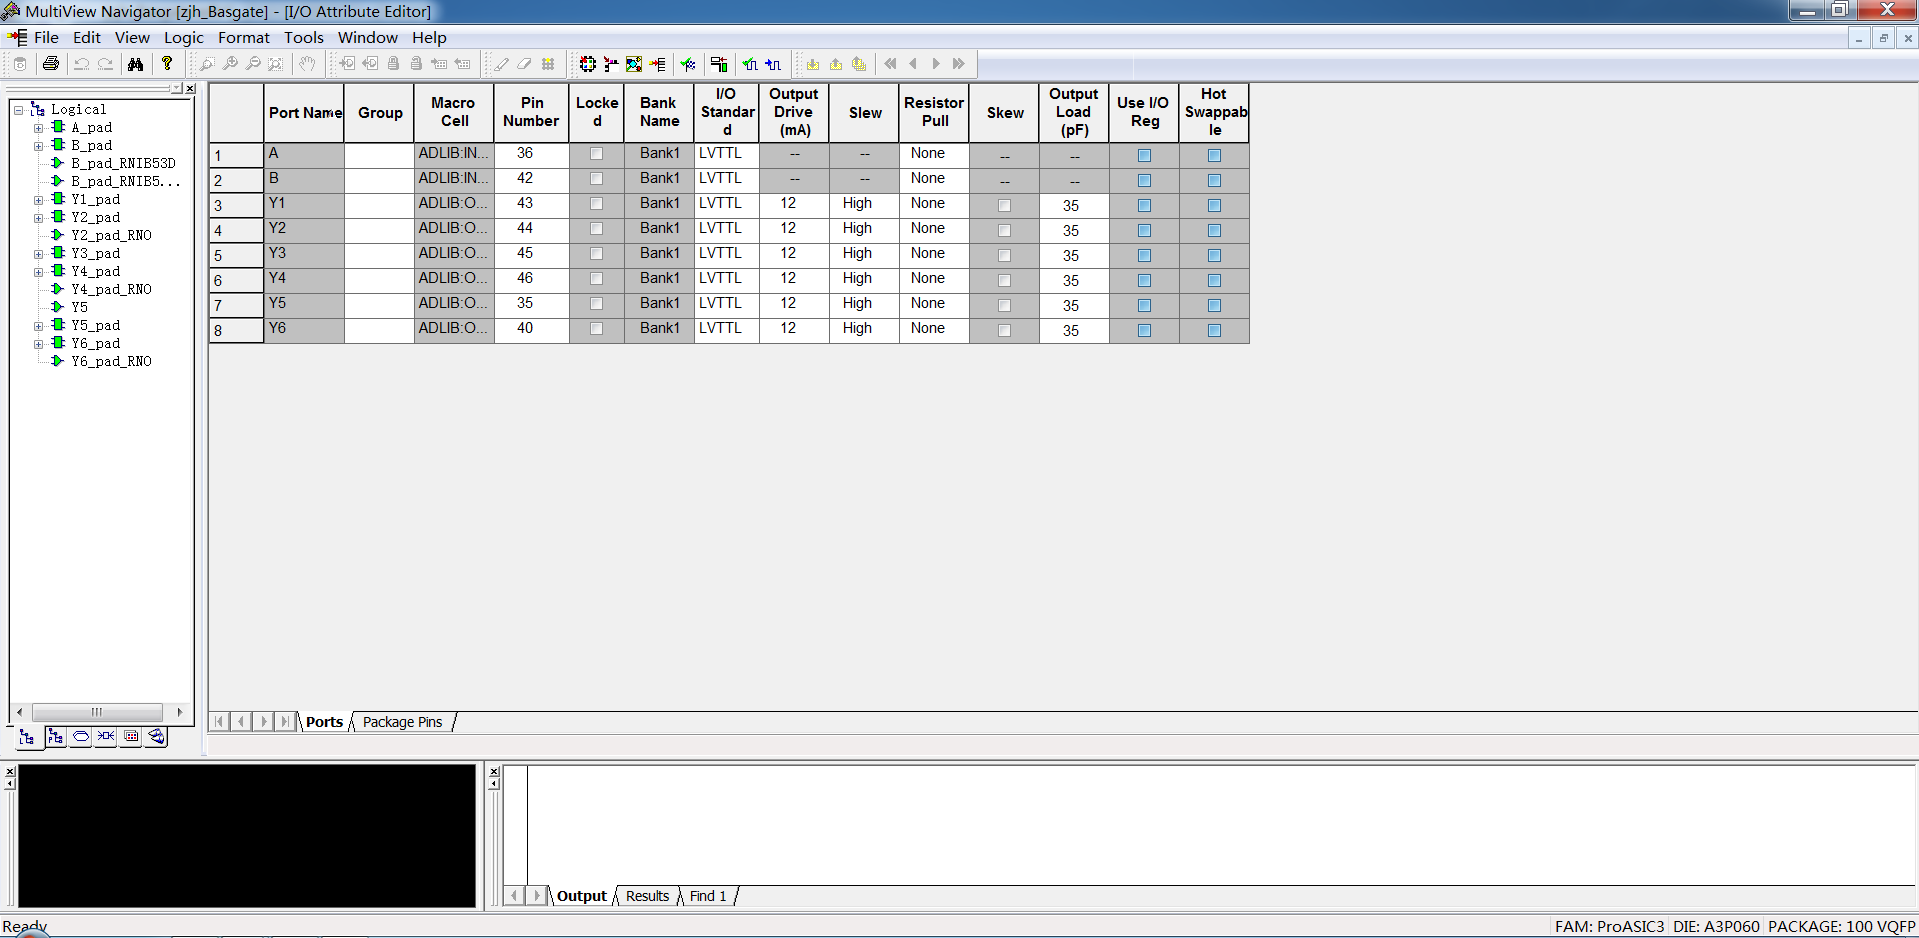 MultiView Navigator [zjh_Basgate] - [I/O Attribute Editor]
File Edit View Logic Format Tools Window Help
Logical
A_pad
B_pad
B_pad_RNIB53D
B_pad_RNIB5...
Y1_pad
Y2_pad
Y2_pad_RNO
Y3_pad
Y4_pad
Y4_pad_RNO
Y5
Y5_pad
Y6_pad
Y6_pad_RNO
Port Name Group Macro Cell Pin Number Locked Bank Name I/O Standard Output Drive (mA) Slew Resistor Pull Skew Output Load (pF) Use I/O Reg Hot Swappable
1 A ADLIB:IN... 36 Bank1 LVTTL -- -- None -- --
2 B ADLIB:IN... 42 Bank1 LVTTL -- -- None -- --
3 Y1 ADLIB:O... 43 Bank1 LVTTL 12 High None 35
4 Y2 ADLIB:O... 44 Bank1 LVTTL 12 High None 35
5 Y3 ADLIB:O... 45 Bank1 LVTTL 12 High None 35
6 Y4 ADLIB:O... 46 Bank1 LVTTL 12 High None 35
7 Y5 ADLIB:O... 35 Bank1 LVTTL 12 High None 35
8 Y6 ADLIB:O... 40 Bank1 LVTTL 12 High None 35
Ports Package Pins
Output Results Find 1
Ready
FAM: ProASIC3 DIE: A3P060 PACKAGE: 100 VQFP